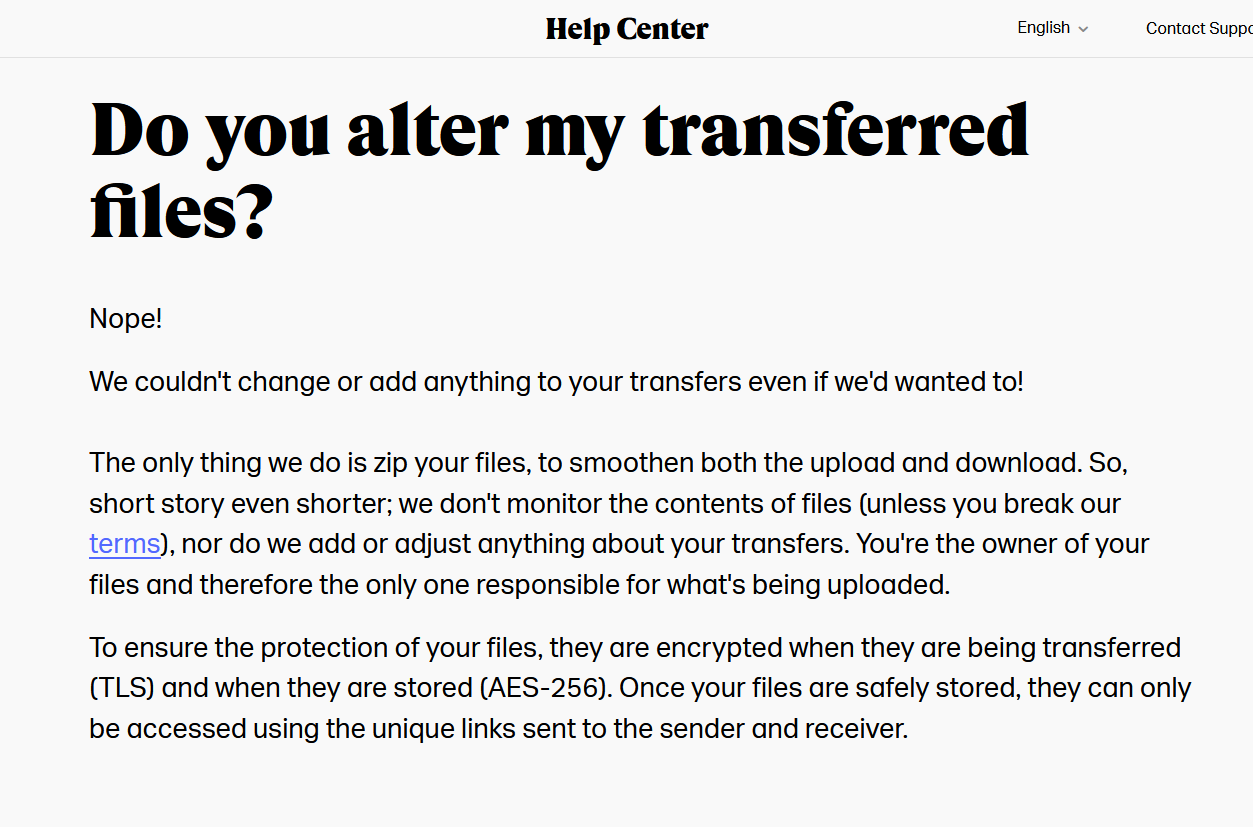 Help Center
English
Contact
Do you alter my transferred
files?
Nope!
We couldn't change or add anything to your transfers even if we'd wanted to!
The only thing we do is zip your files, to smoothen both the upload and download. So,
short story even shorter; we don't monitor the contents of files (unless you break our
terms), nor do we add or adjust anything about your transfers. You're the owner of your
files and therefore the only one responsible for what's being uploaded.
To ensure the protection of your files, they are encrypted when they are being transferred
(TLS) and when they are stored (AES-256). Once your files are safely stored, they can only
be accessed using the unique links sent to the sender and receiver.